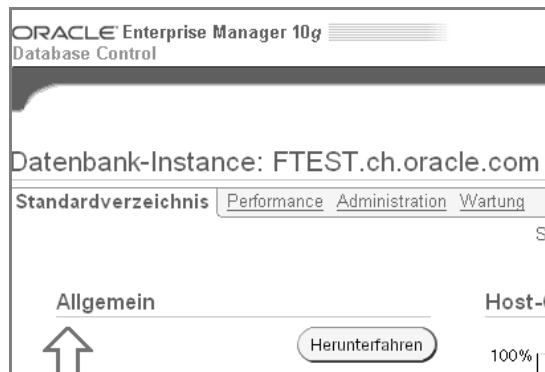 ORACLE Enterprise Manager 10g
Database Control
Datenbank-Instance: FTEST.ch.oracle.com
Standardverzeichnis Performance Administration Wartung
S
Allgemein
Host-
Herunterfahren
100%